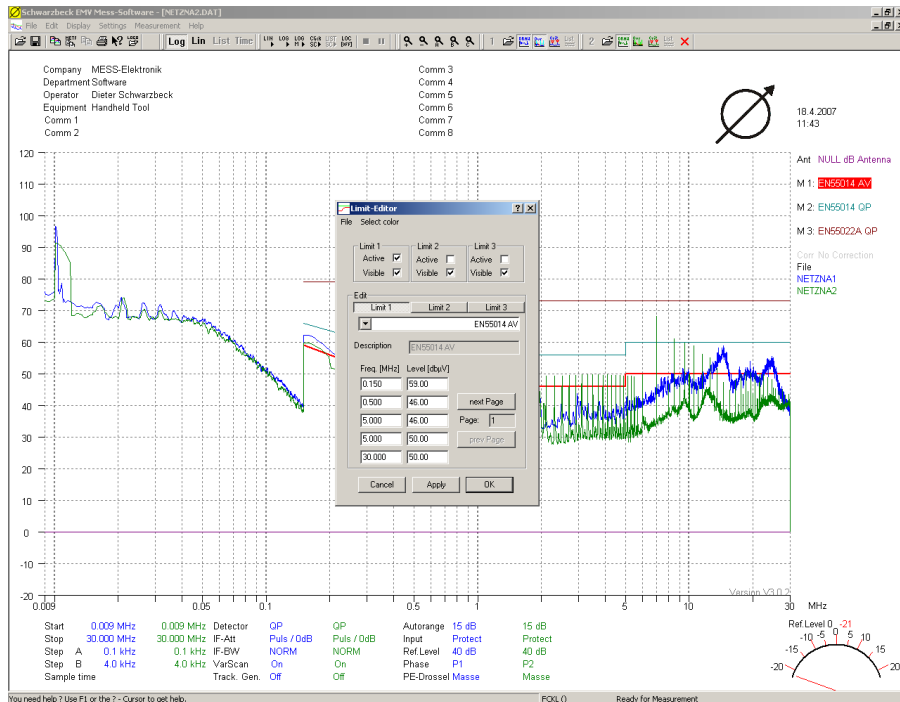 Schwarzbeck EMV Mess-Software - [NETZNA2.DAT]
File Edit Display Settings Measurement Help
Log Lin List Time LIN LOG LOG 1 2
Company MESS-Elektronik Comm 3
Department Software Comm 4
Operator Dieter Schwarzbeck Comm 5
Equipment Handheld Tool Comm 6
Comm 1 Comm 7
Comm 2 Comm 8
18.4.2007
11:43
Ant NULL dB Antenna
M 1: EN55014 AV
M 2: EN55014 QP
M 3: EN55022A QP
Corr No Correction
File
NETZNA1
NETZNA2
120
110
100
90
80
70
60
50
40
30
20
10
0
-10
-20
Limit-Editor
File Select color
Limit 1 Limit 2 Limit 3
Active Active Active
Visible Visible Visible
Edit
Limit 1 Limit 2 Limit 3
EN55014 AV
Description EN55014 AV
Freq. [MHz] Level [dbµV]
0.150 59.00
0.500 46.00 next Page
5.000 46.00 Page: 1
5.000 50.00 prev Page
30.000 50.00
Cancel Apply OK
Version V3.0.2
0.009 0.05 0.1 0.5 1 5 10 30 MHz
Start 0.009 MHz 0.009 MHz Detector QP QP Autorange 15 dB 15 dB
Stop 30.000 MHz 30.000 MHz IF-Att Puls / 0dB Puls / 0dB Input Protect Protect
Step A 0.1 kHz 0.1 kHz IF-BW NORM NORM Ref.Level 40 dB 40 dB
Step B 4.0 kHz 4.0 kHz VarScan On On Phase P1 P2
Sample time Track. Gen. Off Off PE-Drossel Masse Masse
Ref.Level 0 -21
-20 -15 -10 -5 0 5 10 15 20
You need help ? Use F1 or the ? - Cursor to get help. FCKL () Ready for Measurement